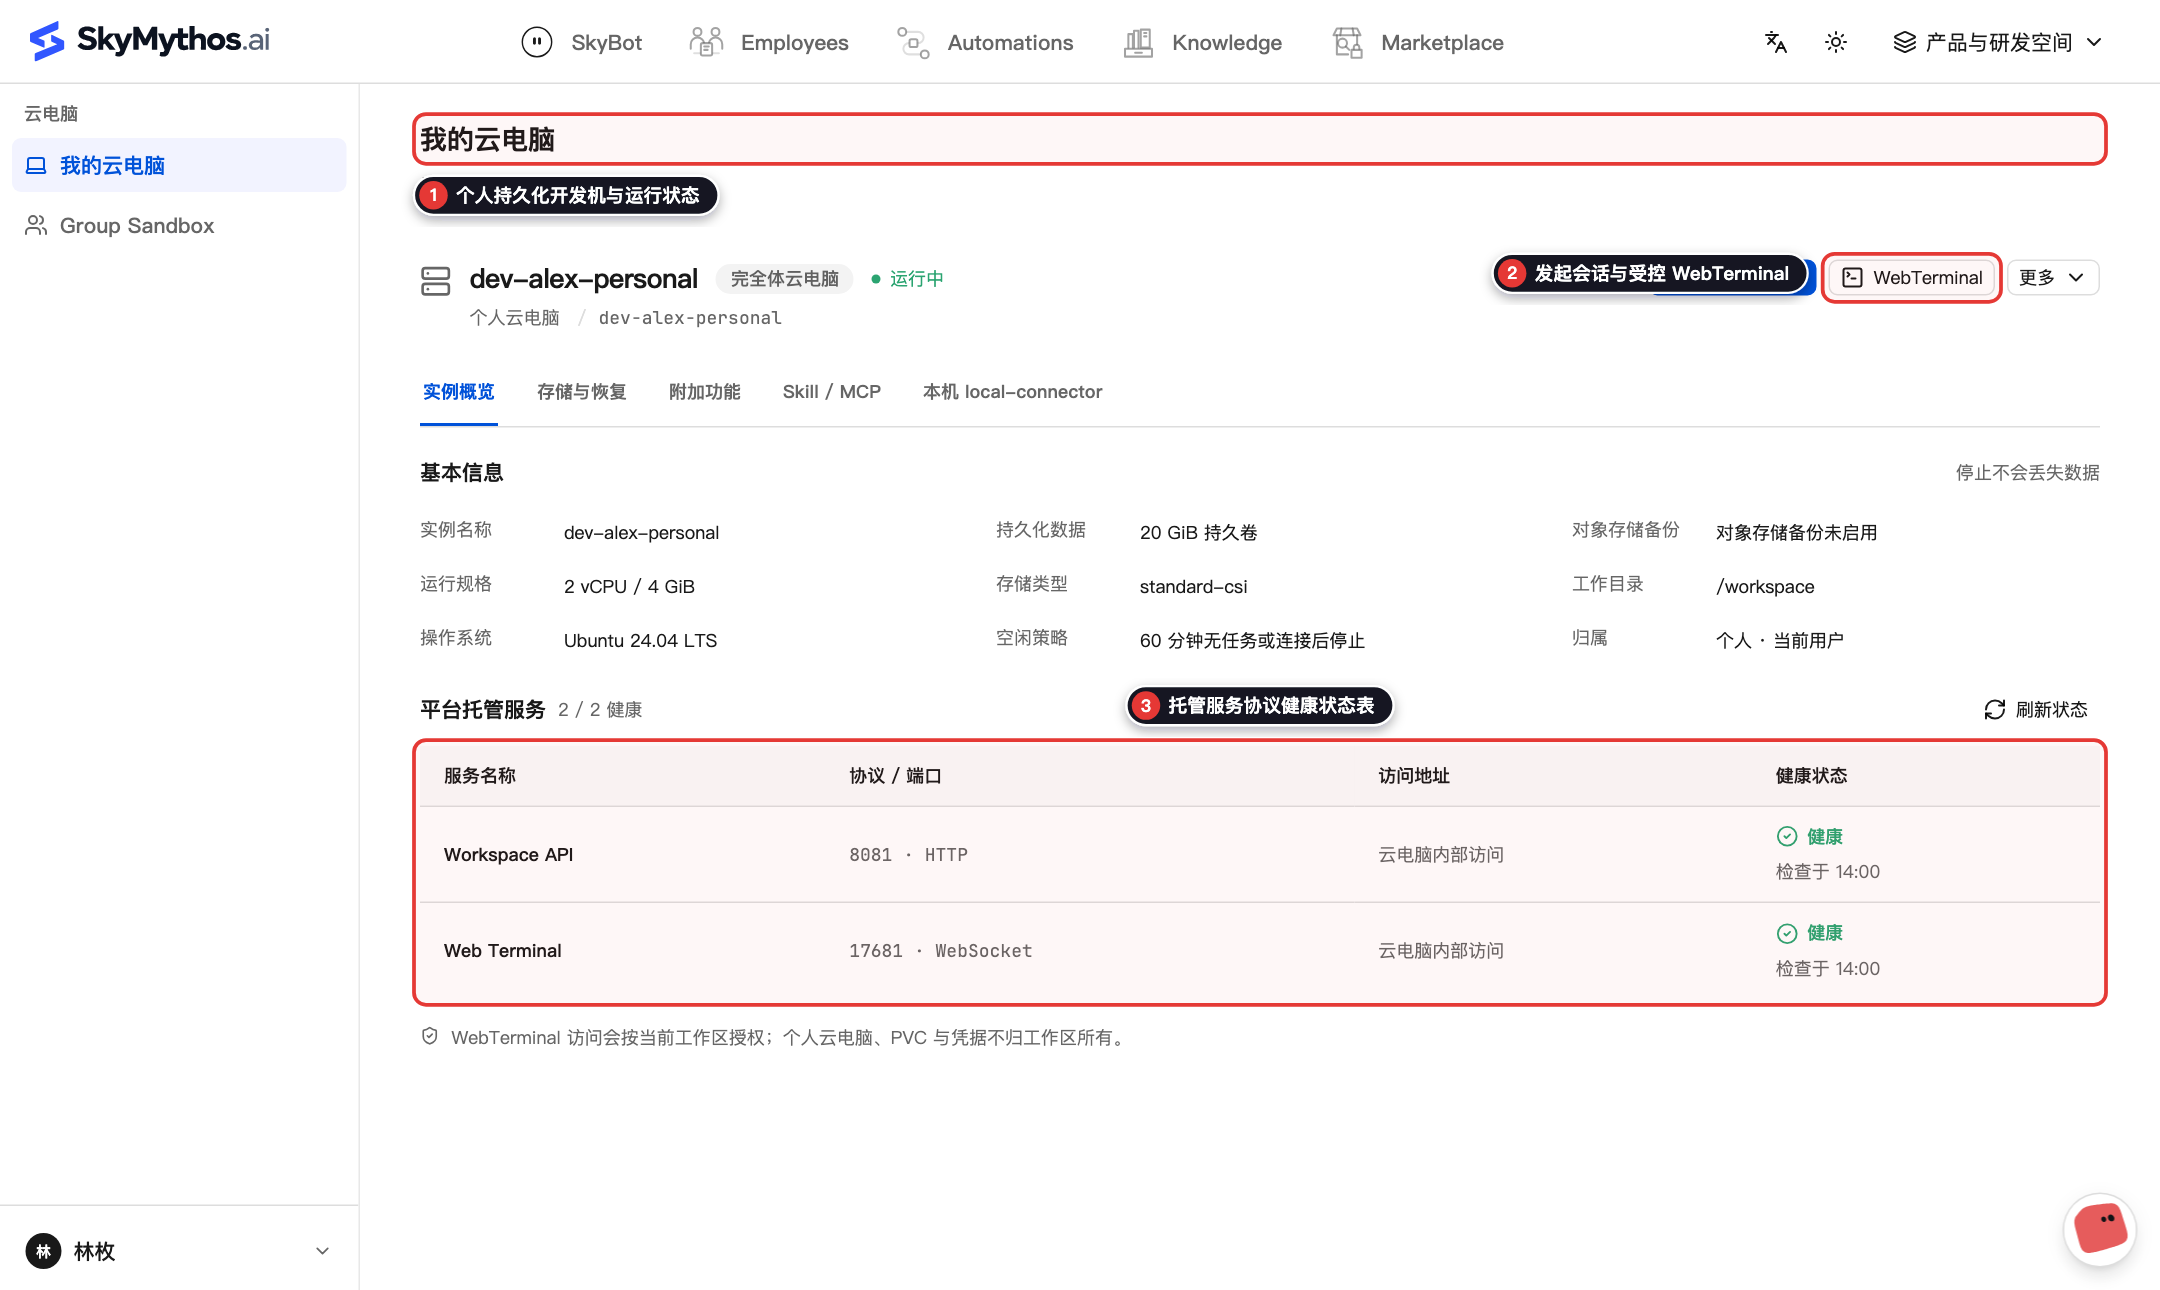 SkyMythos.ai
SkyBot
Employees
Automations
Knowledge
Marketplace
产品与研发空间
云电脑
我的云电脑
Group Sandbox
我的云电脑
1 个人持久化开发机与运行状态
dev-alex-personal 完全体云电脑 运行中
2 发起会话与受控 WebTerminal
WebTerminal
更多
个人云电脑 / dev-alex-personal
实例概览 存储与恢复 附加功能 Skill / MCP 本机 local-connector
基本信息 停止不会丢失数据
实例名称 dev-alex-personal 持久化数据 20 GiB 持久卷 对象存储备份 对象存储备份未启用
运行规格 2 vCPU / 4 GiB 存储类型 standard-csi 工作目录 /workspace
操作系统 Ubuntu 24.04 LTS 空闲策略 60 分钟无任务或连接后停止 归属 个人 · 当前用户
平台托管服务 2 / 2 健康 3 托管服务协议健康状态表 刷新状态
服务名称 协议 / 端口 访问地址 健康状态
Workspace API 8081 · HTTP 云电脑内部访问 健康
检查于 14:00
Web Terminal 17681 · WebSocket 云电脑内部访问 健康
检查于 14:00
WebTerminal 访问会按当前工作区授权；个人云电脑、PVC 与凭据不归工作区所有。
林 林枚